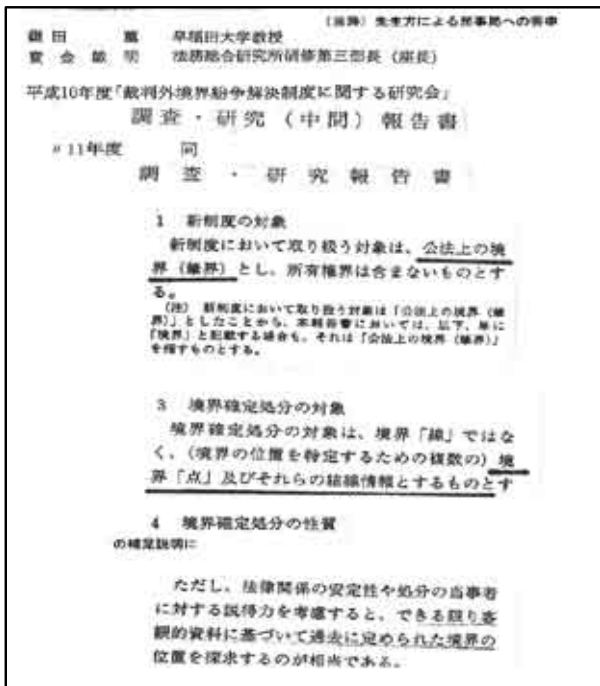 鎌田 薫 早稲田大学教授
寳金敏明 法務総合研究所研修第三部長(座長)
平成10年度「裁判外境界紛争解決制度に関する研究会」
調査・研究(中間)報告書
〃11年度 同
調査・研究報告書
1 新制度の対象
新制度において取り扱う対象は、公法上の境
界(筆界)とし、所有権界は含まないものとす
る。
(注) 新制度において取り扱う対象は「公法上の境界(筆
界)」としたことから、本報告書においては、以下、単に
「境界」と記載する場合も、それは「公法上の境界(筆界)」
を指すものとする。
3 境界確定処分の対象
境界確定処分の対象は、境界「線」ではな
く、(境界の位置を特定するための複数の)境
界「点」及びそれらの結線情報とするものとす
4 境界確定処分の性質
の補足説明に
ただし、法律関係の安定性や処分の当事者
に対する説得力を考慮すると、できる限り客
観的資料に基づいて過去に定められた境界の
位置を探求するのが相当である。